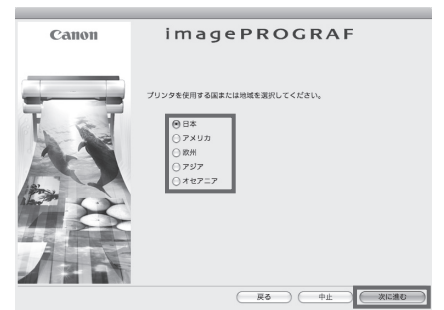 Canon
imagePROGRAF
プリンタを使用する国または地域を選択してください。
日本
アメリカ
欧州
アジア
オセアニア
戻る 中止 次に進む